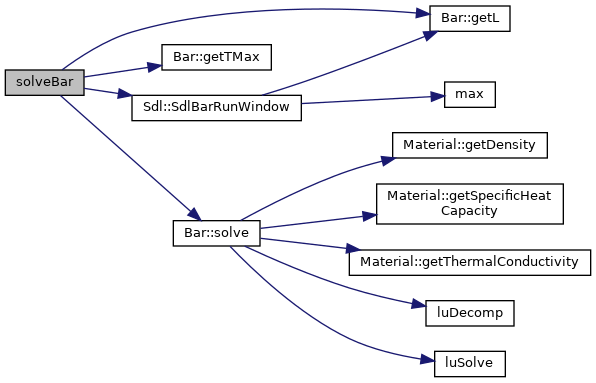 Bar::getL
Bar::getTMax
solveBar
Sdl::SdlBarRunWindow
max
Material::getDensity
Material::getSpecificHeat
Capacity
Bar::solve
Material::getThermalConductivity
luDecomp
luSolve